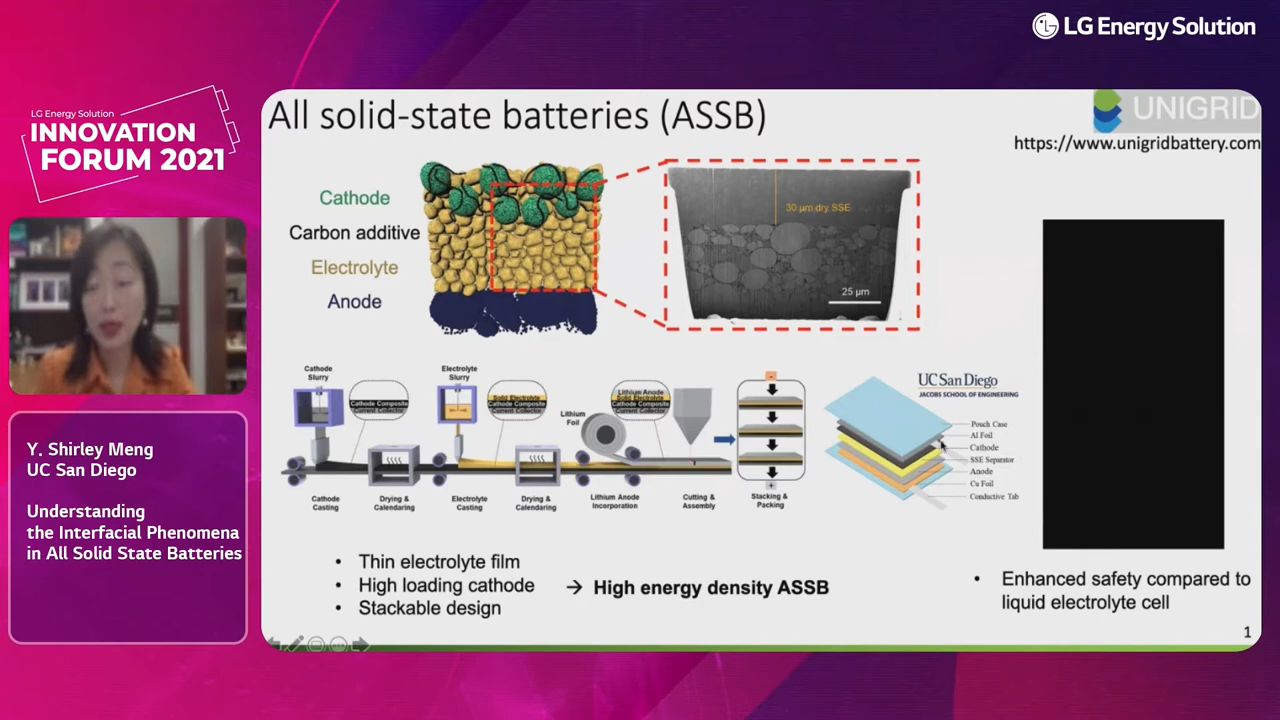 LG Energy Solution
LG Energy Solution
INNOVATION
FORUM 2021
Y. Shirley Meng
UC San Diego
Understanding
the Interfacial Phenomena
in All Solid State Batteries
All solid-state batteries (ASSB)
UNIGRID
https://www.unigridbattery.com
Cathode
Carbon additive
Electrolyte
Anode
30 µm dry SSE
25 µm
Cathode
Slurry
Cathode Composite
Current Collector
Electrolyte
Slurry
Solid Electrolyte
Cathode Composite
Current Collector
Lithium
Foil
Lithium Anode
Solid Electrolyte
Cathode Composite
Current Collector
Cathode
Casting
Drying &
Calendaring
Electrolyte
Casting
Drying &
Calendaring
Lithium Anode
Incorporation
Cutting &
Assembly
-
+
Stacking &
Packing
UC San Diego
JACOBS SCHOOL OF ENGINEERING
Pouch Case
Al Foil
Cathode
SSE Separator
Anode
Cu Foil
Conductive Tab
• Thin electrolyte film
• High loading cathode
• Stackable design
→ High energy density ASSB
• Enhanced safety compared to
liquid electrolyte cell
1